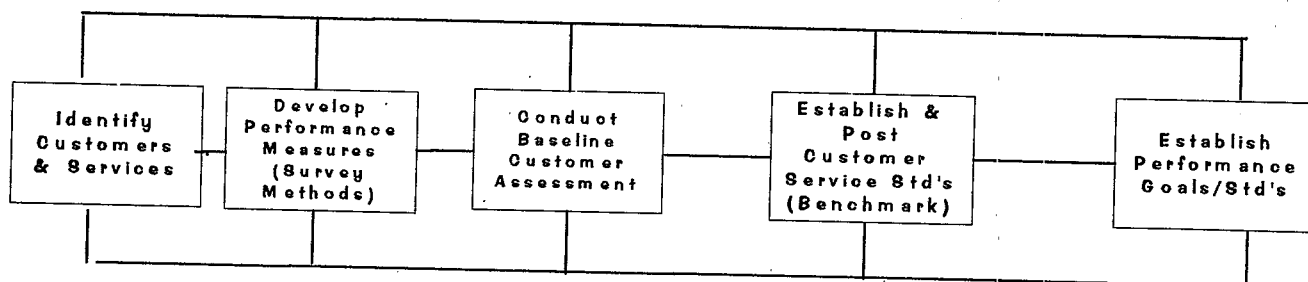 Identify
Customers
& Services
Develop
Performance
Measures
(Survey
Methods)
Conduct
Baseline
Customer
Assessment
Establish &
Post
Customer
Service Std's
(Benchmark)
Establish
Performance
Goals/Std's